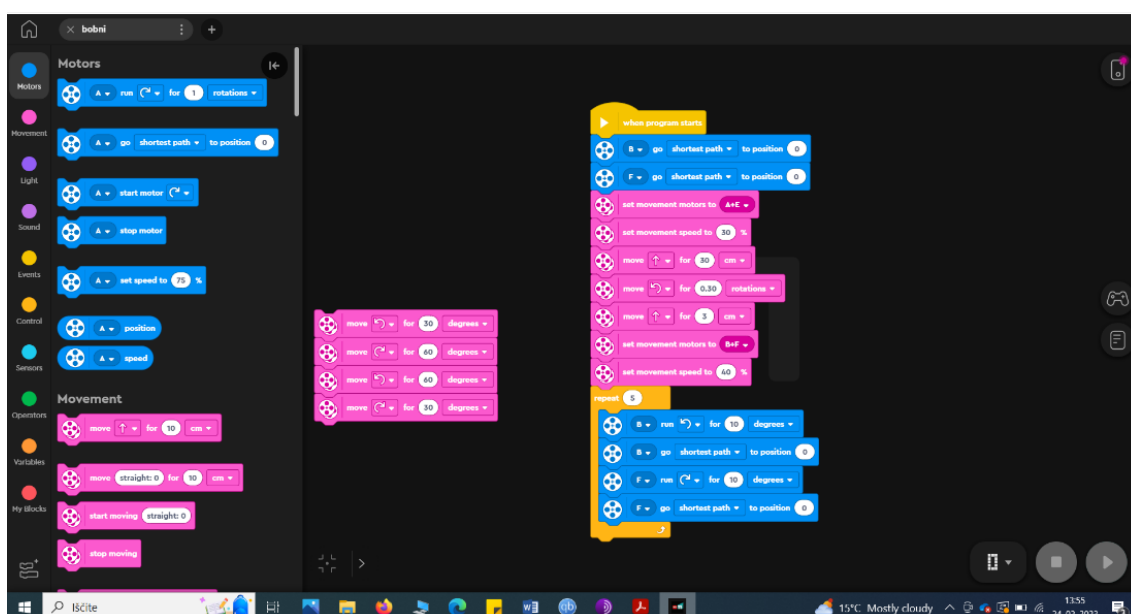 bobni
Motors
A run for 1 rotations
A go shortest path to position 0
A start motor
A stop motor
A set speed to 75 %
A position
A speed
Movement
move for 10 cm
move straight: 0 for 10 cm
start moving straight: 0
stop moving
Motors
Movement
Light
Sound
Events
Control
Sensors
Operators
Variables
My Blocks
move for 30 degrees
move for 60 degrees
move for 60 degrees
move for 30 degrees
when program starts
B go shortest path to position 0
F go shortest path to position 0
set movement motors to A+E
set movement speed to 30 %
move for 30 cm
move for 0.30 rotations
move for 3 cm
set movement motors to B+F
set movement speed to 40 %
repeat 5
B run for 10 degrees
B go shortest path to position 0
F run for 10 degrees
F go shortest path to position 0
Iščite
15°C Mostly cloudy
13:55